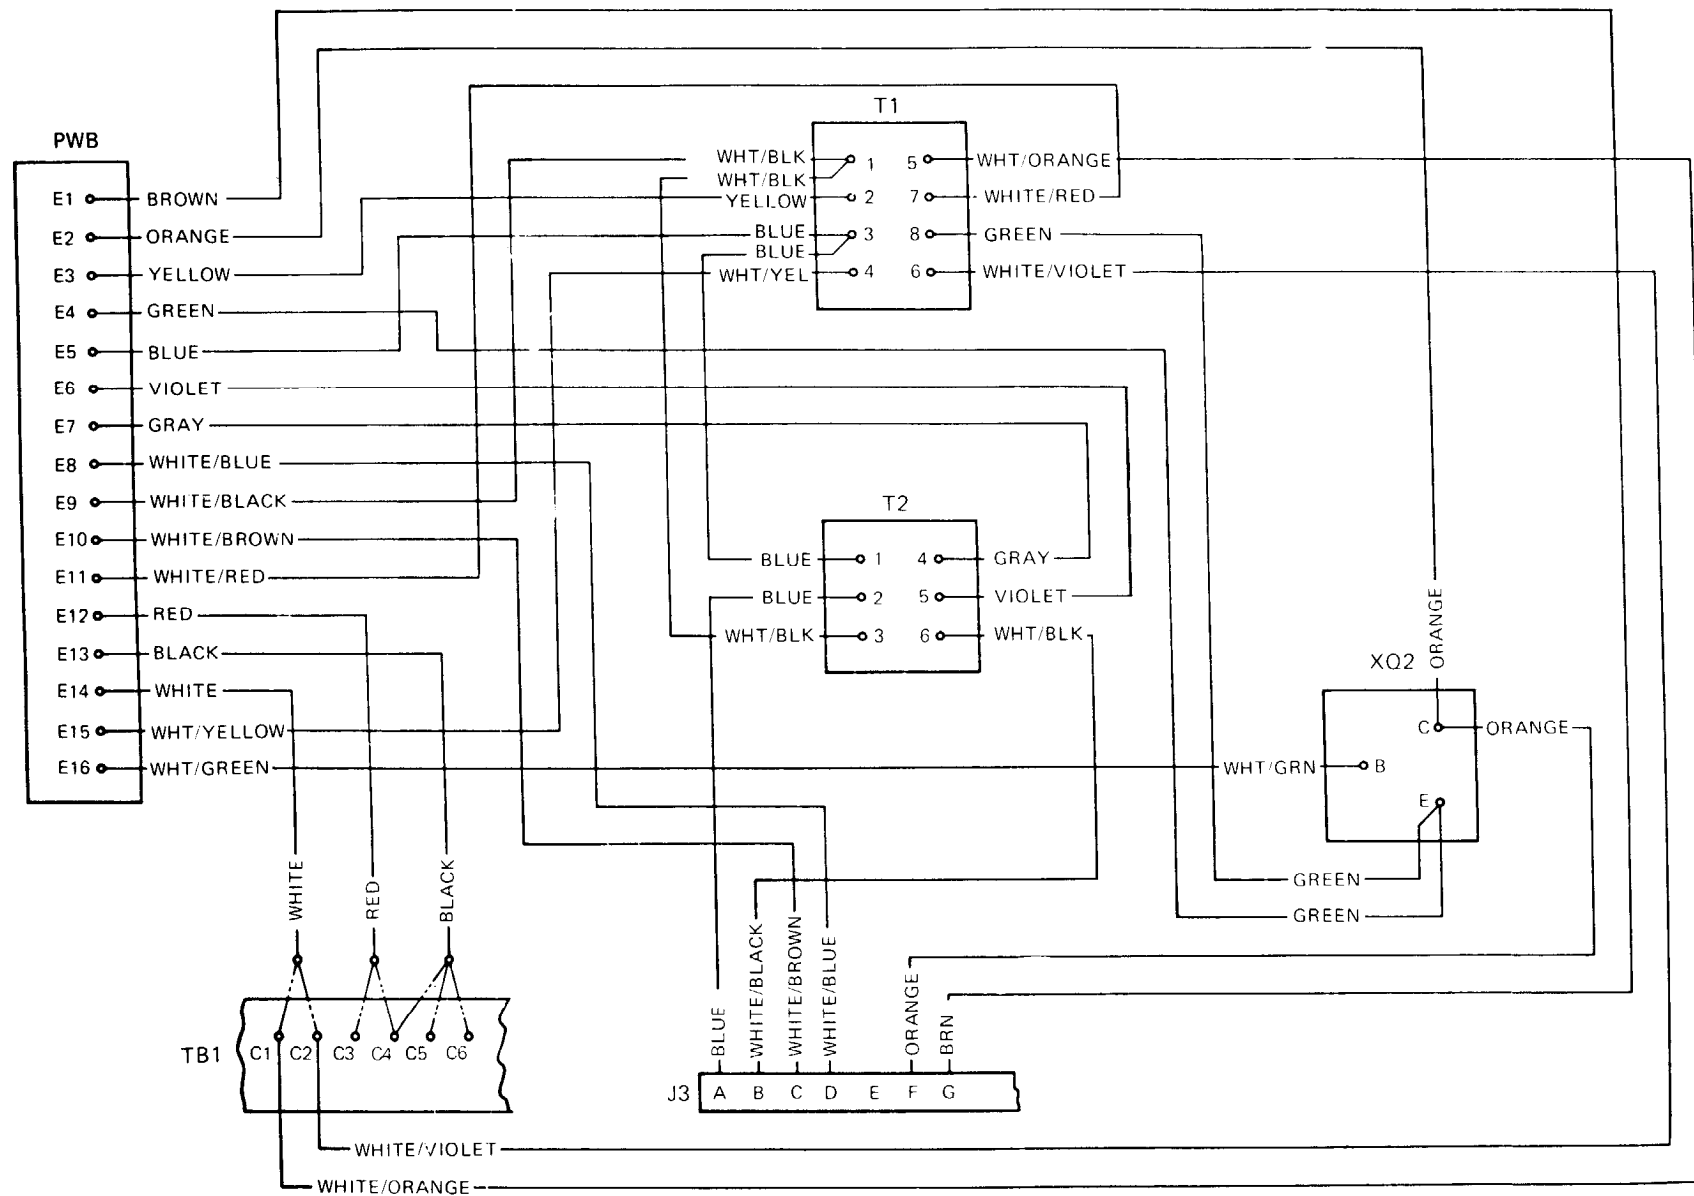 PWB
E1 BROWN
E2 ORANGE
E3 YELLOW
E4 GREEN
E5 BLUE
E6 VIOLET
E7 GRAY
E8 WHITE/BLUE
E9 WHITE/BLACK
E10 WHITE/BROWN
E11 WHITE/RED
E12 RED
E13 BLACK
E14 WHITE
E15 WHT/YELLOW
E16 WHT/GREEN
T1
WHT/BLK 1 5 WHT/ORANGE
WHT/BLK
YELLOW 2 7 WHITE/RED
BLUE 3 8 GREEN
BLUE
WHT/YEL 4 6 WHITE/VIOLET
T2
BLUE 1 4 GRAY
BLUE 2 5 VIOLET
WHT/BLK 3 6 WHT/BLK
ORANGE
XQ2
C ORANGE
WHT/GRN B
E
GREEN
GREEN
WHITE
RED
BLACK
TB1 C1 C2 C3 C4 C5 C6
BLUE
WHITE/BLACK
WHITE/BROWN
WHITE/BLUE
ORANGE
BRN
J3 A B C D E F G
WHITE/VIOLET
WHITE/ORANGE